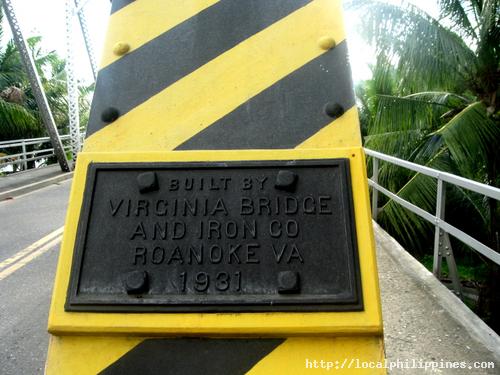 BUILT BY
VIRGINIA BRIDGE
AND IRON CO
ROANOKE VA
1931
http://localphilippines.com